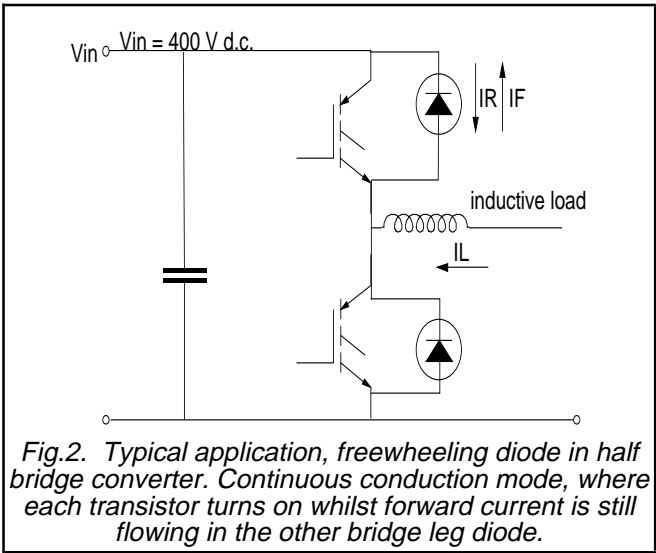 Vin
Vin = 400 V d.c.
IR
IF
inductive load
IL
Fig.2. Typical application, freewheeling diode in half
bridge converter. Continuous conduction mode, where
each transistor turns on whilst forward current is still
flowing in the other bridge leg diode.